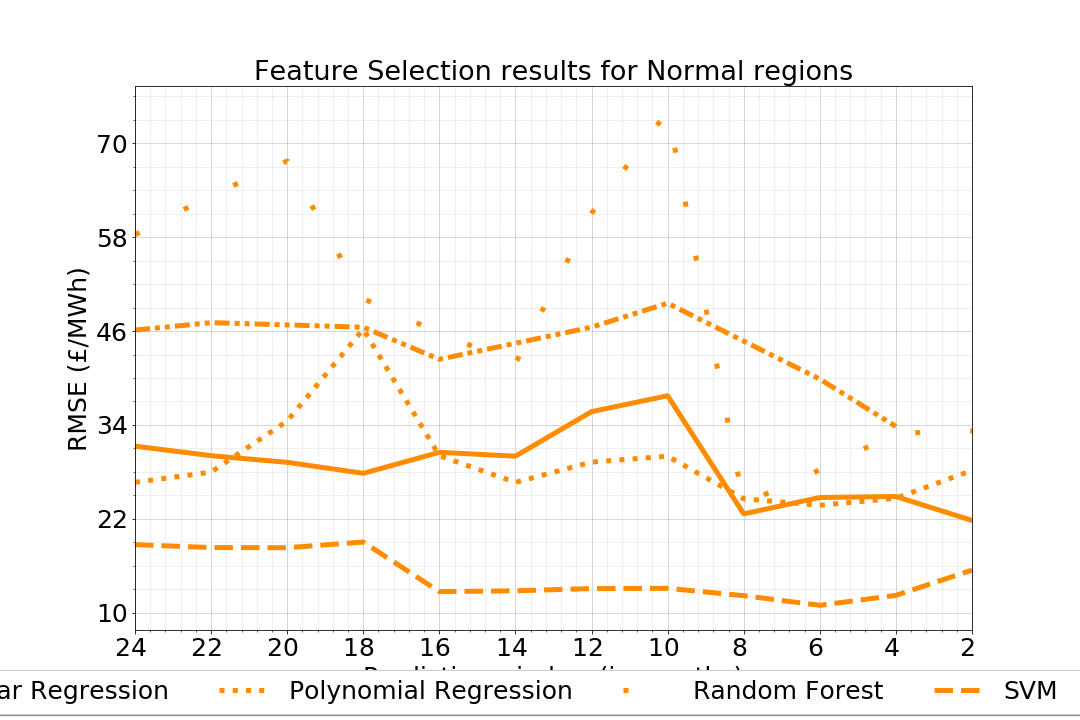 Feature Selection results for Normal regions
RMSE (£/MWh)
70
58
46
34
22
10
24 22 20 18 16 14 12 10 8 6 4 2
ar Regression Polynomial Regression Random Forest SVM